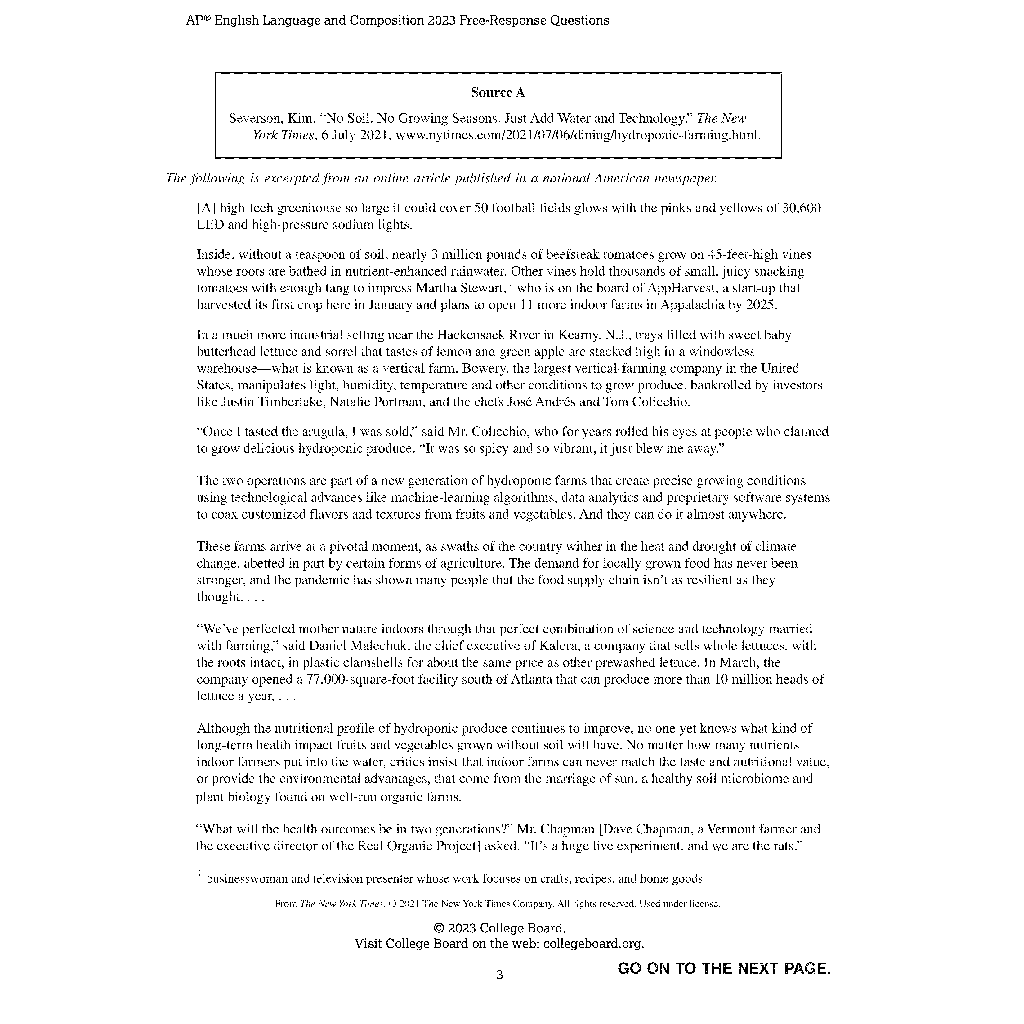 AP® English Language and Composition 2023 Free-Response Questions
Source A
Severson, Kim. “No Soil. No Growing Seasons. Just Add Water and Technology.” The New
York Times, 6 July 2021, www.nytimes.com/2021/07/06/dining/hydroponic-farming.html.
The following is excerpted from an online article published in a national American newspaper.
[A] high-tech greenhouse so large it could cover 50 football fields glows with the pinks and yellows of 30,600
LED and high-pressure sodium lights.
Inside, without a teaspoon of soil, nearly 3 million pounds of beefsteak tomatoes grow on 45-feet-high vines
whose roots are bathed in nutrient-enhanced rainwater. Other vines hold thousands of small, juicy snacking
tomatoes with enough tang to impress Martha Stewart,¹ who is on the board of AppHarvest, a start-up that
harvested its first crop here in January and plans to open 11 more indoor farms in Appalachia by 2025.
In a much more industrial setting near the Hackensack River in Kearny, N.J., trays filled with sweet baby
butterhead lettuce and sorrel that tastes of lemon and green apple are stacked high in a windowless
warehouse—what is known as a vertical farm. Bowery, the largest vertical-farming company in the United
States, manipulates light, humidity, temperature and other conditions to grow produce, bankrolled by investors
like Justin Timberlake, Natalie Portman, and the chefs José Andrés and Tom Colicchio.
“Once I tasted the arugula, I was sold,” said Mr. Colicchio, who for years rolled his eyes at people who claimed
to grow delicious hydroponic produce. “It was so spicy and so vibrant, it just blew me away.”
The two operations are part of a new generation of hydroponic farms that create precise growing conditions
using technological advances like machine-learning algorithms, data analytics and proprietary software systems
to coax customized flavors and textures from fruits and vegetables. And they can do it almost anywhere.
These farms arrive at a pivotal moment, as swaths of the country wither in the heat and drought of climate
change, abetted in part by certain forms of agriculture. The demand for locally grown food has never been
stronger, and the pandemic has shown many people that the food supply chain isn’t as resilient as they
thought. . . .
“We’ve perfected mother nature indoors through that perfect combination of science and technology married
with farming,” said Daniel Malechuk, the chief executive of Kalera, a company that sells whole lettuces, with
the roots intact, in plastic clamshells for about the same price as other prewashed lettuce. In March, the
company opened a 77,000-square-foot facility south of Atlanta that can produce more than 10 million heads of
lettuce a year. . . .
Although the nutritional profile of hydroponic produce continues to improve, no one yet knows what kind of
long-term health impact fruits and vegetables grown without soil will have. No matter how many nutrients
indoor farmers put into the water, critics insist that indoor farms can never match the taste and nutritional value,
or provide the environmental advantages, that come from the marriage of sun, a healthy soil microbiome and
plant biology found on well-run organic farms.
“What will the health outcomes be in two generations?” Mr. Chapman [Dave Chapman, a Vermont farmer and
the executive director of the Real Organic Project] asked. “It’s a huge live experiment, and we are the rats.”
¹ businesswoman and television presenter whose work focuses on crafts, recipes, and home goods
From The New York Times. © 2021 The New York Times Company. All rights reserved. Used under license.
© 2023 College Board.
Visit College Board on the web: collegeboard.org.
GO ON TO THE NEXT PAGE.
3